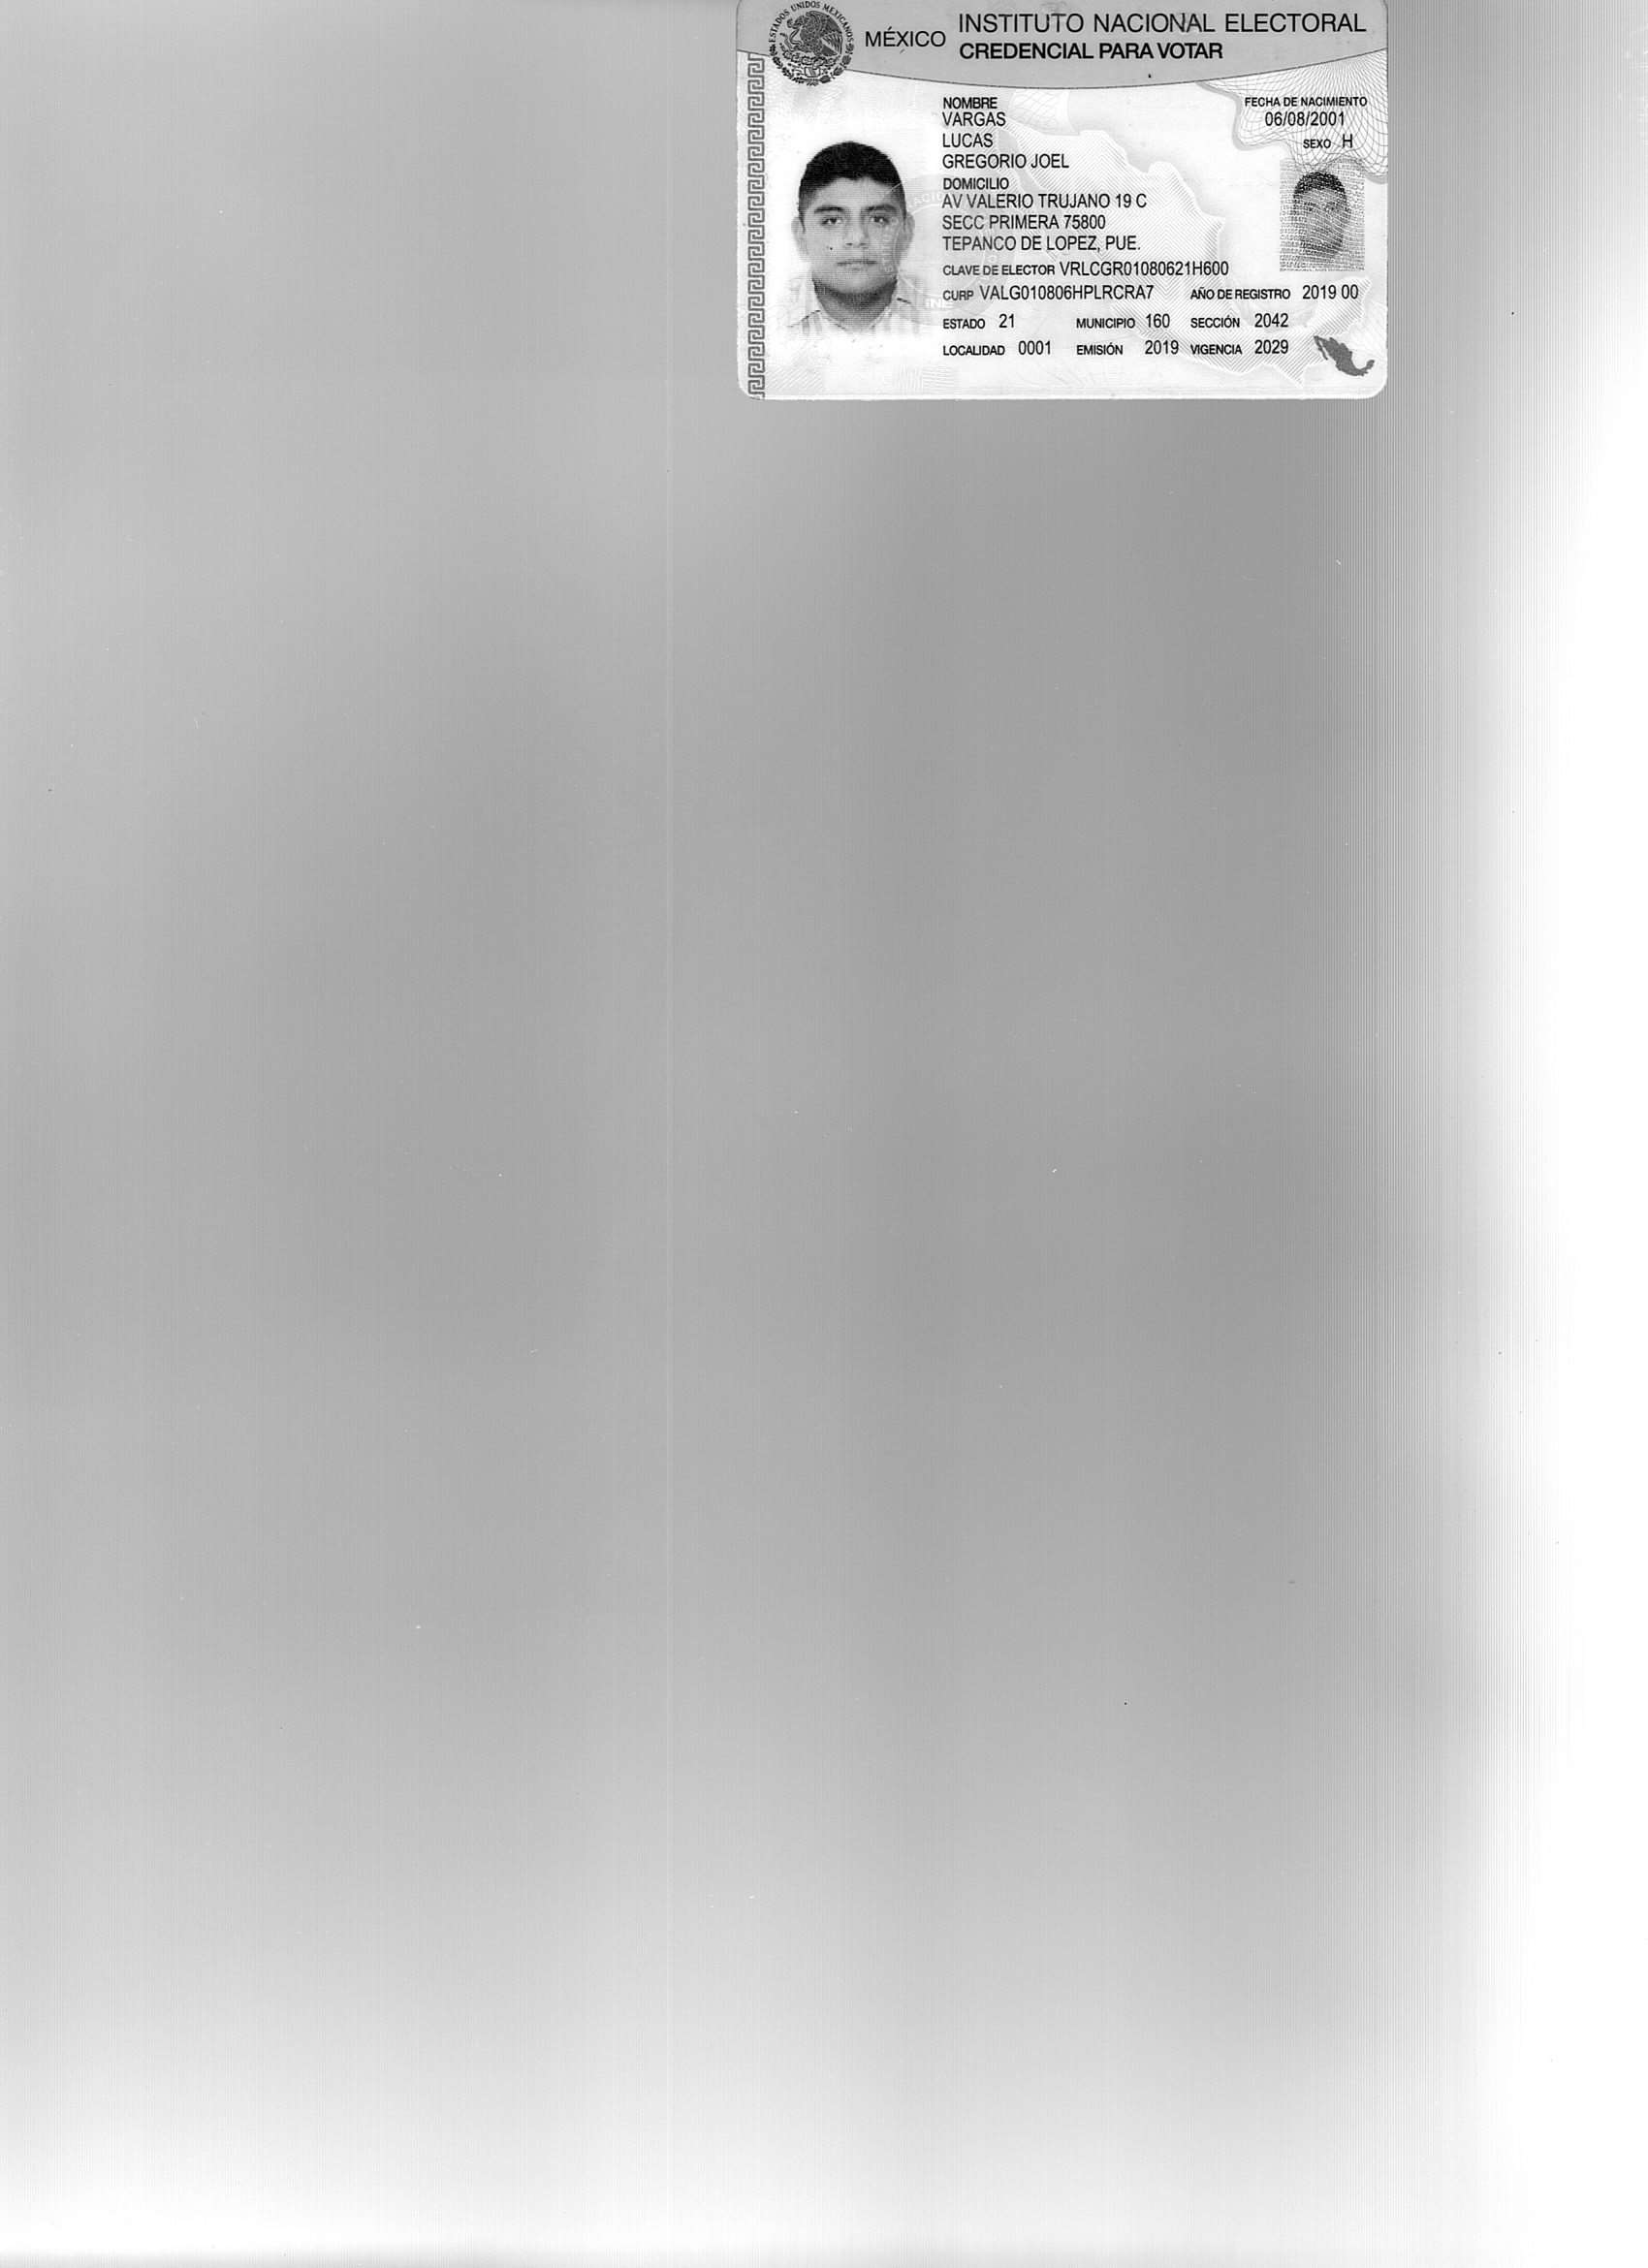 ESTADOS UNIDOS MEXICANOS
MÉXICO INSTITUTO NACIONAL ELECTORAL
CREDENCIAL PARA VOTAR
NOMBRE
VARGAS
LUCAS
GREGORIO JOEL
FECHA DE NACIMIENTO
06/08/2001
SEXO H
DOMICILIO
AV VALERIO TRUJANO 19 C
SECC PRIMERA 75800
TEPANCO DE LOPEZ, PUE.
CLAVE DE ELECTOR VRLCGR01080621H600
CURP VALG010806HPLRCRA7 AÑO DE REGISTRO 2019 00
ESTADO 21 MUNICIPIO 160 SECCIÓN 2042
LOCALIDAD 0001 EMISIÓN 2019 VIGENCIA 2029
INE